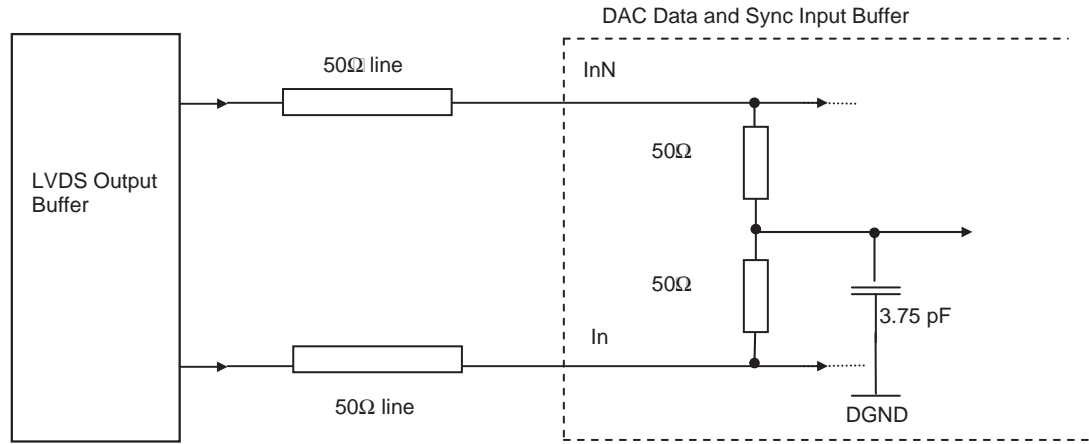 DAC Data and Sync Input Buffer
50Ω line
InN
50Ω
LVDS Output
Buffer
50Ω
3.75 pF
In
50Ω line
DGND